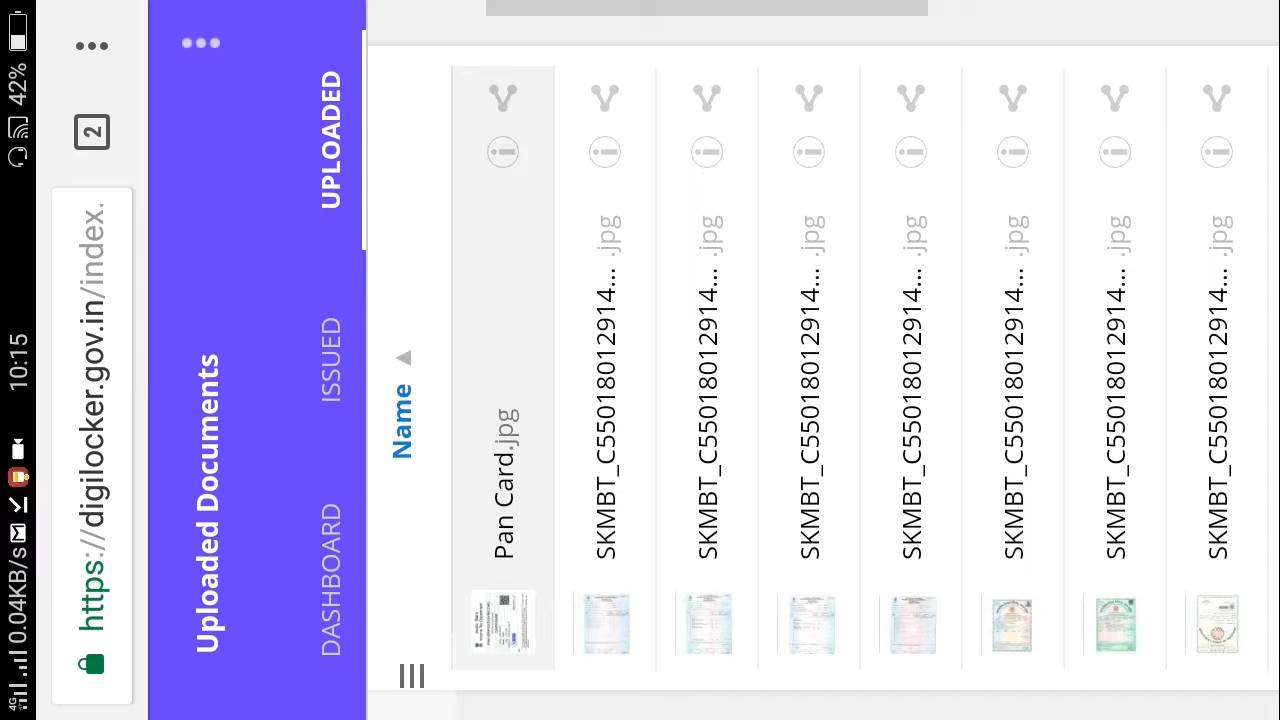 4G 0.04KB/s 10:15 42%
https://digilocker.gov.in/index.
2
Uploaded Documents
DASHBOARD ISSUED UPLOADED
Name ▲
Pan Card.jpg
SKMBT_C55018012914... .jpg
SKMBT_C55018012914... .jpg
SKMBT_C55018012914... .jpg
SKMBT_C55018012914... .jpg
SKMBT_C55018012914... .jpg
SKMBT_C55018012914... .jpg
SKMBT_C55018012914... .jpg